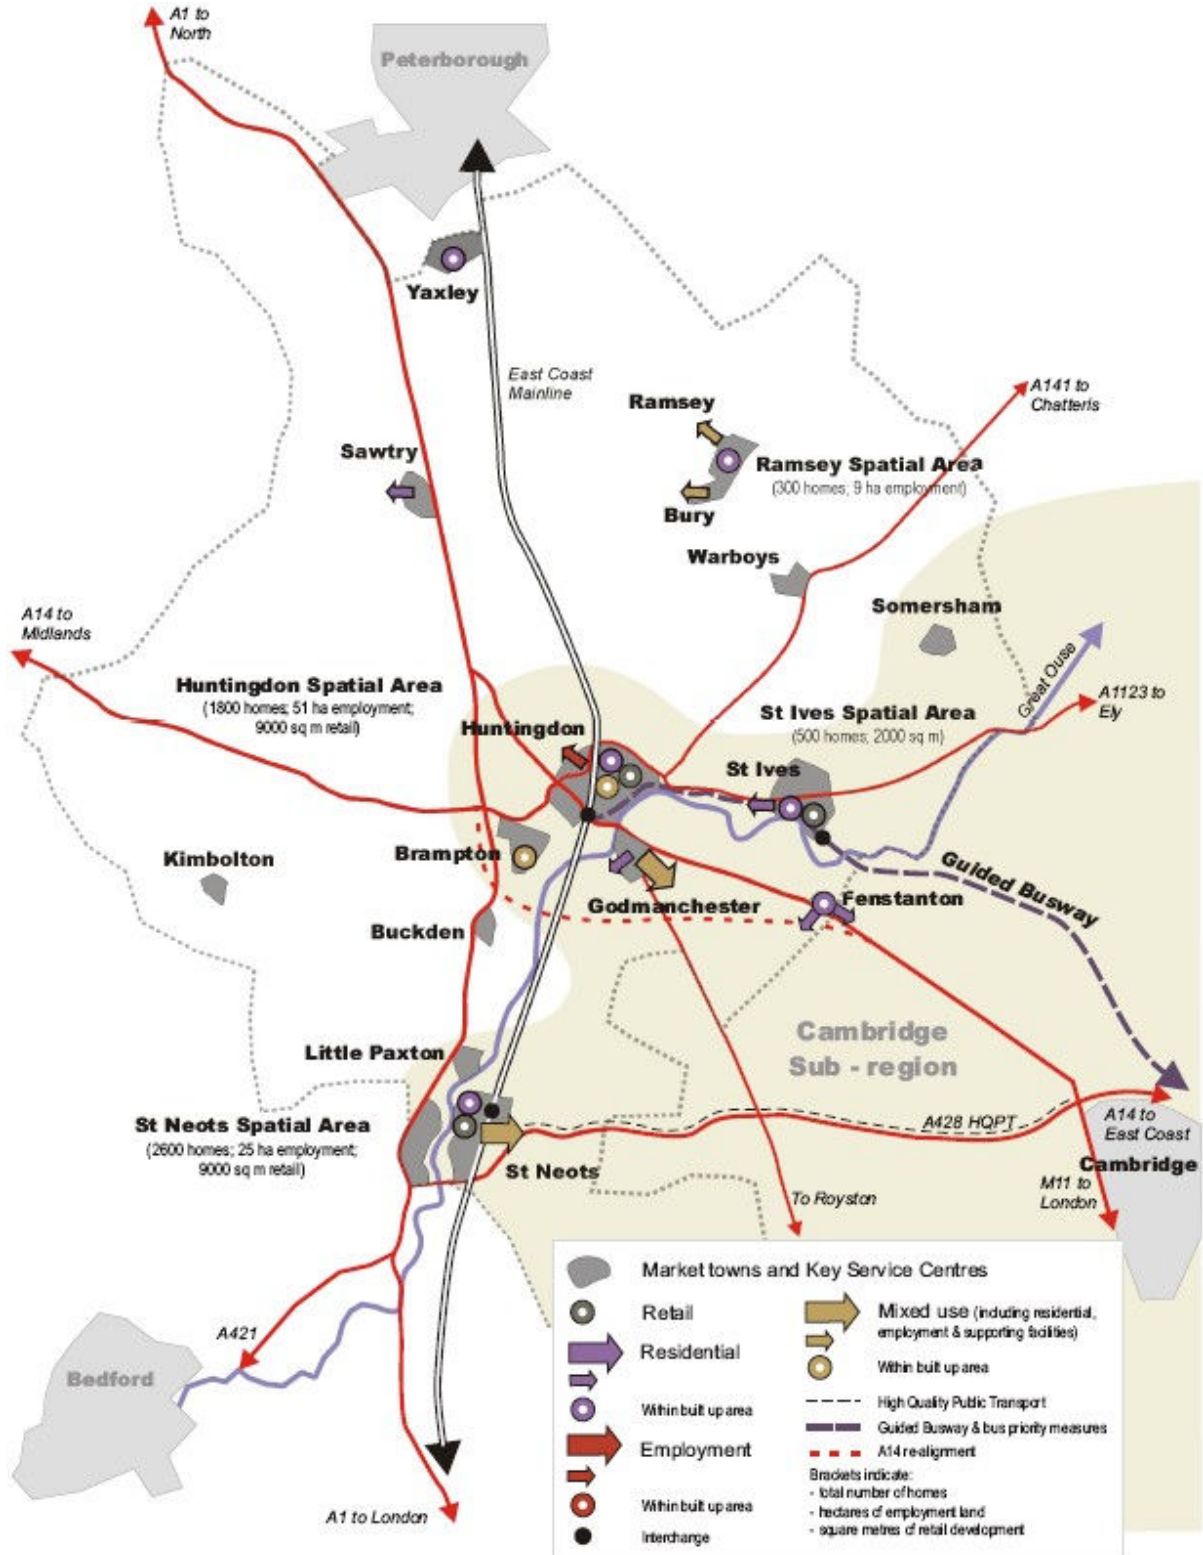 A1 to
North
Peterborough
Yaxley
East Coast
Mainline
A141 to
Chatteris
Ramsey
Sawtry
Ramsey Spatial Area
(300 homes; 9 ha employment)
Bury
Warboys
Somersham
A14 to
Midlands
Great Ouse
Huntingdon Spatial Area
(1800 homes; 51 ha employment;
9000 sq m retail)
A1123 to
Ely
St Ives Spatial Area
(500 homes; 2000 sq m)
Huntingdon
St Ives
Brampton
Kimbolton
Guided Busway
Godmanchester
Fenstanton
Buckden
Cambridge
Sub - region
Little Paxton
St Neots Spatial Area
(2600 homes; 25 ha employment;
9000 sq m retail)
A428 HQPT
A14 to
East Coast
Cambridge
St Neots
M11 to
London
To Royston
A421
Bedford
A1 to London
Market towns and Key Service Centres
Retail
Residential
Within built up area
Employment
Within built up area
Interchange
Mixed use (including residential,
employment & supporting facilities)
Within built up area
High Quality Public Transport
Guided Busway & bus priority measures
A14 re-alignment
Brackets indicate:
- total number of homes
- hectares of employment land
- square metres of retail development